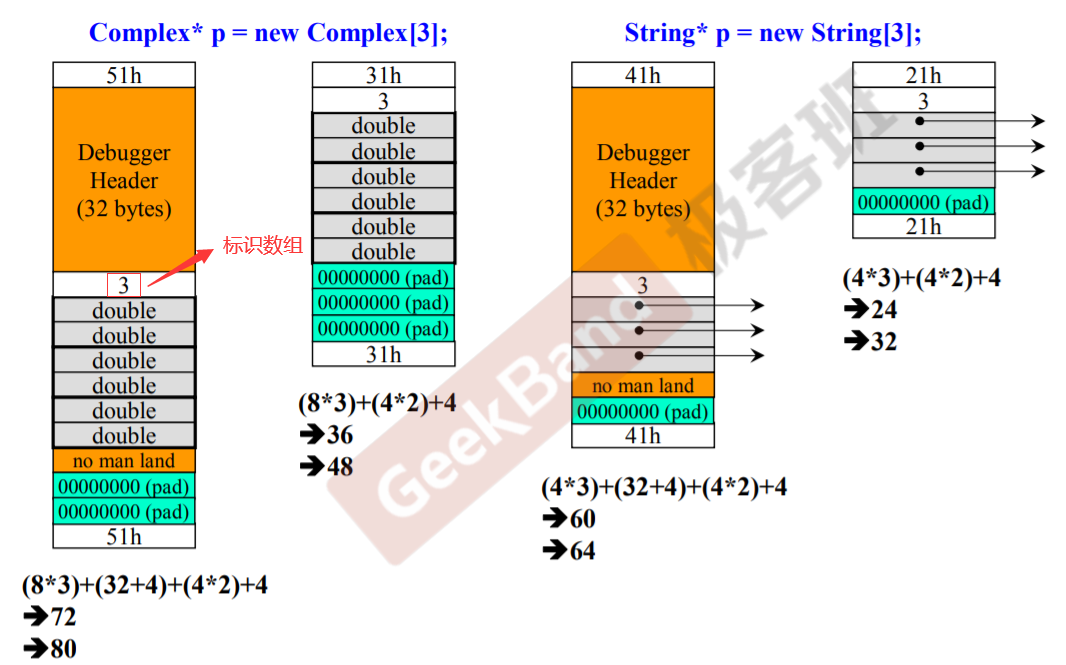 Complex* p = new Complex[3];
51h
Debugger
Header
(32 bytes)
3
double
double
double
double
double
double
no man land
00000000 (pad)
00000000 (pad)
51h
(8*3)+(32+4)+(4*2)+4
➔72
➔80
标识数组
31h
3
double
double
double
double
double
double
00000000 (pad)
00000000 (pad)
00000000 (pad)
31h
(8*3)+(4*2)+4
➔36
➔48
String* p = new String[3];
41h
Debugger
Header
(32 bytes)
3
no man land
00000000 (pad)
41h
(4*3)+(32+4)+(4*2)+4
➔60
➔64
21h
3
00000000 (pad)
21h
(4*3)+(4*2)+4
➔24
➔32
GeekBand 极客班